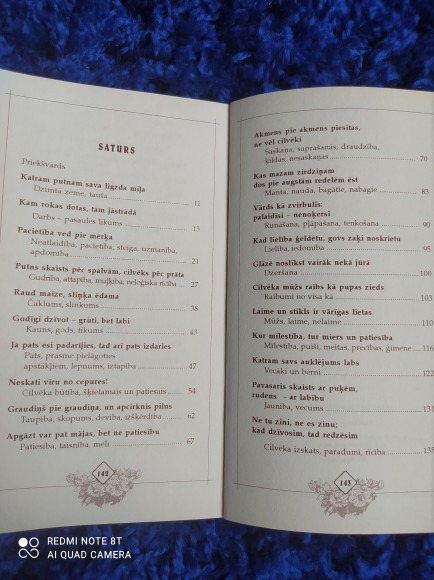 SATURS
Priekšvārds
Katram putnam sava ligzda mīļa
Dzimtā zeme, tauta 11
Kam rokas dotas, tam jāstrādā
Darbs – pasaules likums 13
Pacietība ved pie mērķa
Neatlaidība, pacietība, steiga, uzmanība,
apdomība 21
Putns skaists pēc spalvām, cilvēks pēc prāta
Gudrība, attapība, muļķība, neloģiska rīcība 27
Raud maize, sliņķa ēdama
Čaklums, slinkums 38
Godīgi dzīvot – grūti, bet labi
Kauns, gods, tikums 43
Ja pats esi padarījies, tad arī pats izdaries
Pats, prasme pielāgoties
apstākļiem, lepnums, iztapība 47
Neskati vīru no cepures!
Cilvēka būtība, šķietamais un patiesais 54
Graudiņš pie graudiņa, un apcirknis pilns
Taupība, skopums, devība, izšķērdība 62
Apgāzt var pat mājas, bet ne patiesību
Patiesība, taisnība, meli 67
142
Akmens pie akmens piesitas,
ne vēl cilvēki
Saskaņa, saprašanās, draudzība,
ķildas, nesaskaņas 70
Kas mazam zirdziņam
dos pie augstām redelēm ēst
Manta, nauda, bagātie, nabagie 83
Vārds kā zvirbulis:
palaidīsi – nenoķersi
Runāšana, pļāpāšana, tenkošana 90
Kad lielība ģeldētu, govs zaķi noskrietu
Lielība, iedomība 95
Glāzē noslīkst vairāk nekā jūrā
Dzeršana 100
Cilvēka mūžs raibs kā pupas zieds
Raibumi no visa kā 103
Laime un stikls ir vārīgas lietas
Mūžs, laime, nelaime 110
Kur mīlestība, tur miers un patiesība
Mīlestība, puiši, meitas, precības, ģimene 116
Katram savs auklējums labs
Vecāki un bērni 122
Pavasaris skaists ar puķēm,
rudens – ar labību
Jaunība, vecums 131
Ne tu zini, ne es zinu;
kad dzīvosim, tad redzēsim
Cilvēka izskats, paradumi, rīcība 135
143
REDMI NOTE 8T
AI QUAD CAMERA